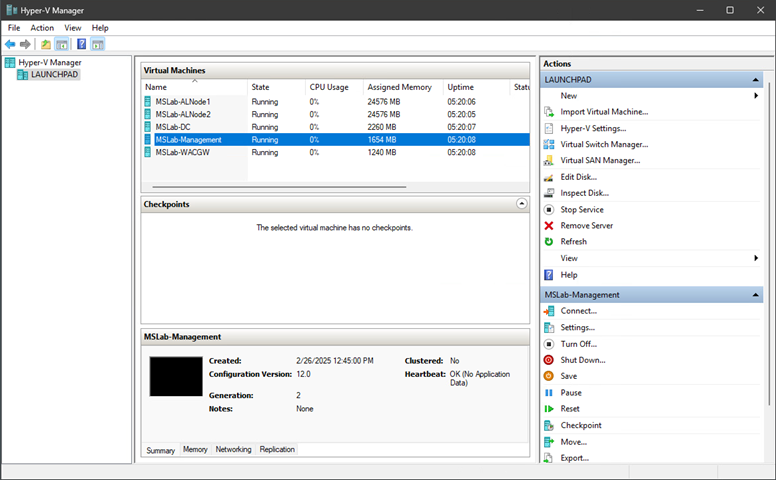 Hyper-V Manager
File Action View Help
Hyper-V Manager
LAUNCHPAD
Virtual Machines
Name State CPU Usage Assigned Memory Uptime Statu
MSLab-ALNode1 Running 0% 24576 MB 05:20:06
MSLab-ALNode2 Running 0% 24576 MB 05:20:05
MSLab-DC Running 0% 2260 MB 05:20:07
MSLab-Management Running 0% 1654 MB 05:20:08
MSLab-WACGW Running 0% 1240 MB 05:20:08
Checkpoints
The selected virtual machine has no checkpoints.
MSLab-Management
Created: 2/26/2025 12:45:00 PM Clustered: No
Configuration Version: 12.0 Heartbeat: OK (No Application
Data)
Generation: 2
Notes: None
Summary Memory Networking Replication
Actions
LAUNCHPAD
New
Import Virtual Machine...
Hyper-V Settings...
Virtual Switch Manager...
Virtual SAN Manager...
Edit Disk...
Inspect Disk...
Stop Service
Remove Server
Refresh
View
Help
MSLab-Management
Connect...
Settings...
Turn Off...
Shut Down...
Save
Pause
Reset
Checkpoint
Move...
Export...